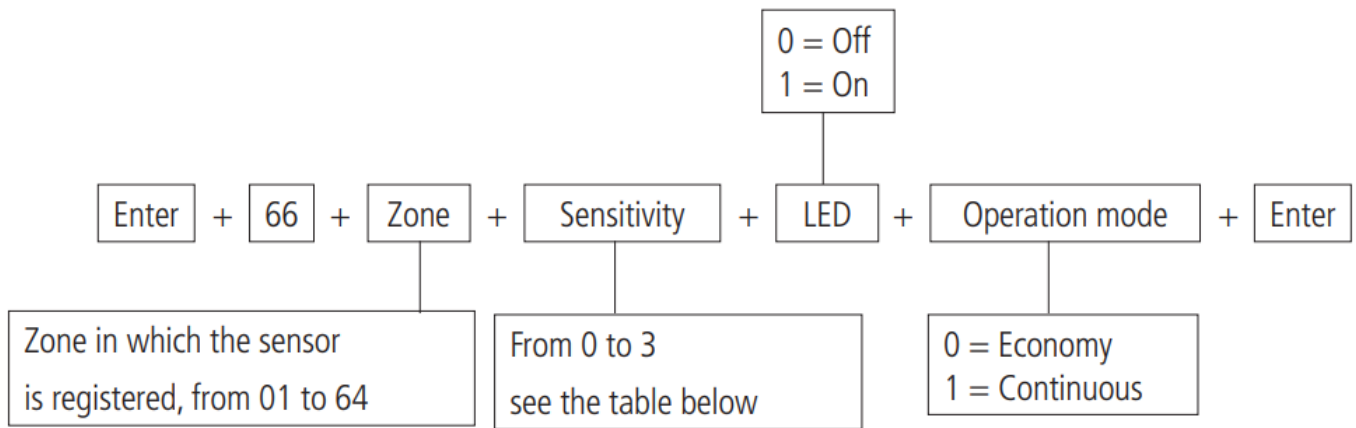 0 = Off
1 = On
Enter + 66 + Zone + Sensitivity + LED + Operation mode + Enter
Zone in which the sensor
is registered, from 01 to 64
From 0 to 3
see the table below
0 = Economy
1 = Continuous